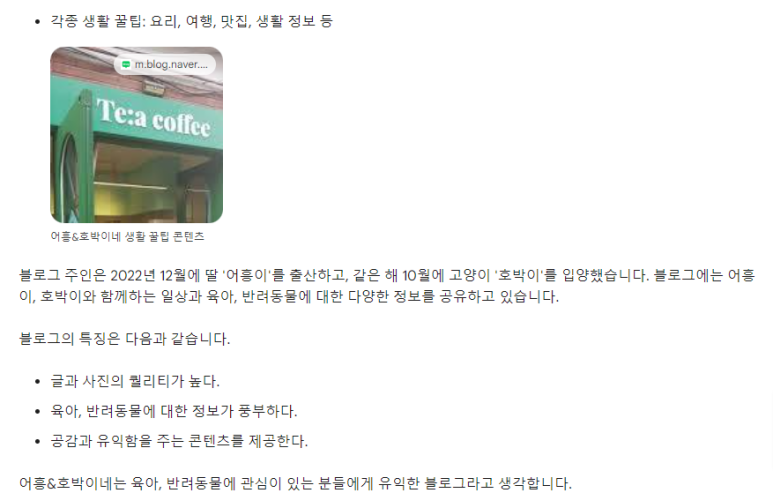 각종 생활 꿀팁: 요리, 여행, 맛집, 생활 정보 등
m.blog.naver....
Te:a coffee
어흥&호박이네 생활 꿀팁 콘텐츠
블로그 주인은 2022년 12월에 딸 '어흥이'를 출산하고, 같은 해 10월에 고양이 '호박이'를 입양했습니다. 블로그에는 어흥
이, 호박이와 함께하는 일상과 육아, 반려동물에 대한 다양한 정보를 공유하고 있습니다.
블로그의 특징은 다음과 같습니다.
글과 사진의 퀄리티가 높다.
육아, 반려동물에 대한 정보가 풍부하다.
공감과 유익함을 주는 콘텐츠를 제공한다.
어흥&호박이네는 육아, 반려동물에 관심이 있는 분들에게 유익한 블로그라고 생각합니다.